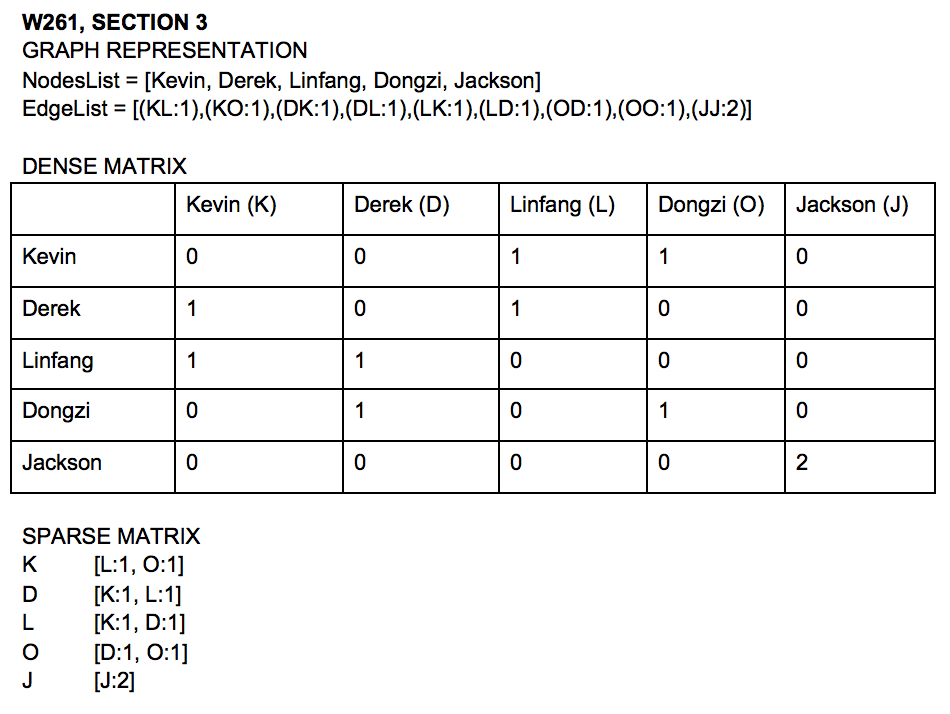 W261, SECTION 3
GRAPH REPRESENTATION
NodesList = [Kevin, Derek, Linfang, Dongzi, Jackson]
EdgeList = [(KL:1),(KO:1),(DK:1),(DL:1),(LK:1),(LD:1),(OD:1),(OO:1),(JJ:2)]
DENSE MATRIX
Kevin (K) Derek (D) Linfang (L) Dongzi (O) Jackson (J)
Kevin 0 0 1 1 0
Derek 1 0 1 0 0
Linfang 1 1 0 0 0
Dongzi 0 1 0 1 0
Jackson 0 0 0 0 2
SPARSE MATRIX
K [L:1, O:1]
D [K:1, L:1]
L [K:1, D:1]
O [D:1, O:1]
J [J:2]